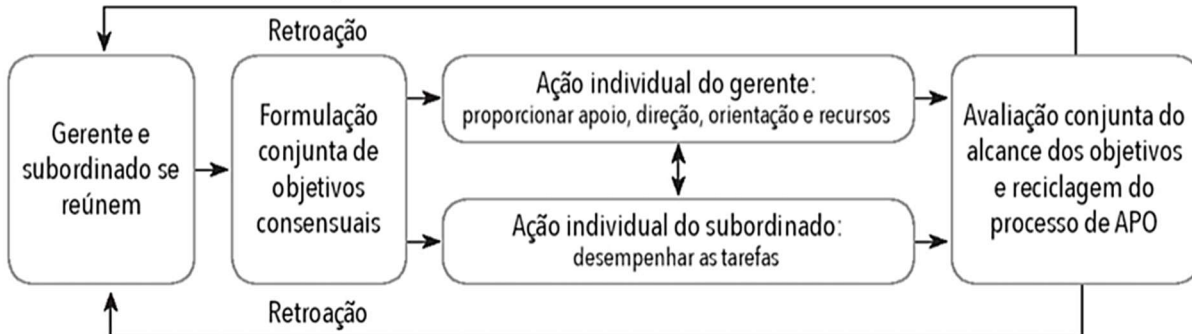 Retroação
Gerente e
subordinado se
reúnem
Formulação
conjunta de
objetivos
consensuais
Ação individual do gerente:
proporcionar apoio, direção, orientação e recursos
Ação individual do subordinado:
desempenhar as tarefas
Avaliação conjunta do
alcance dos objetivos
e reciclagem do
processo de APO
Retroação